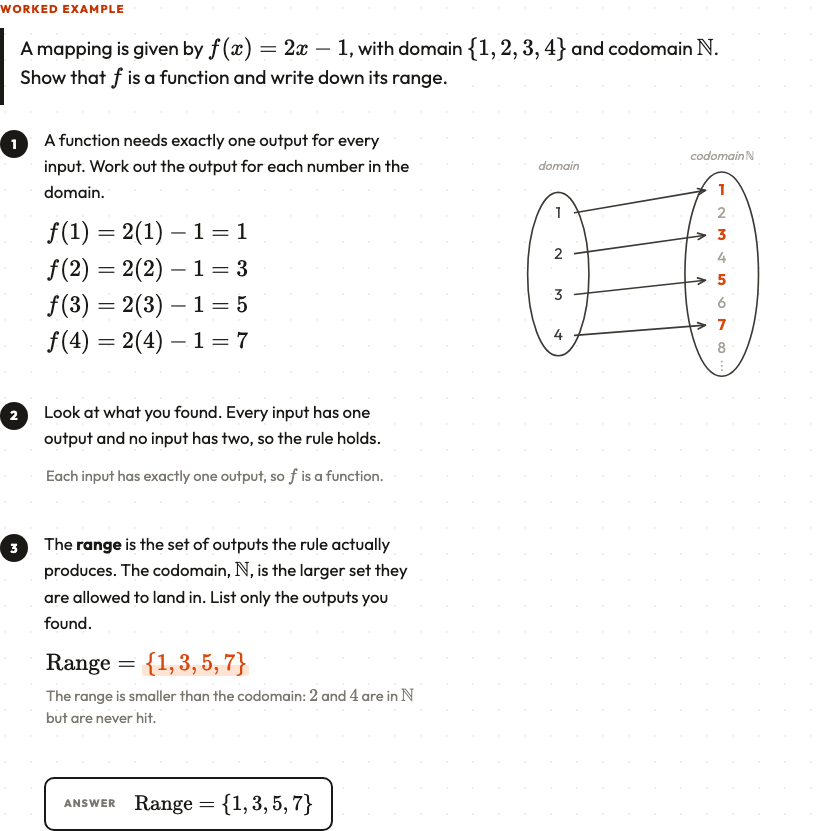 WORKED EXAMPLE
A mapping is given by f(x) = 2x − 1, with domain {1, 2, 3, 4} and codomain ℕ.
Show that f is a function and write down its range.
1
A function needs exactly one output for every
input. Work out the output for each number in the
domain.
f(1) = 2(1) − 1 = 1
f(2) = 2(2) − 1 = 3
f(3) = 2(3) − 1 = 5
f(4) = 2(4) − 1 = 7
domain
1
2
3
4
codomain ℕ
1
2
3
4
5
6
7
8
⋮
2
Look at what you found. Every input has one
output and no input has two, so the rule holds.
Each input has exactly one output, so f is a function.
3
The range is the set of outputs the rule actually
produces. The codomain, ℕ, is the larger set they
are allowed to land in. List only the outputs you
found.
Range = {1, 3, 5, 7}
The range is smaller than the codomain: 2 and 4 are in ℕ
but are never hit.
ANSWER Range = {1, 3, 5, 7}